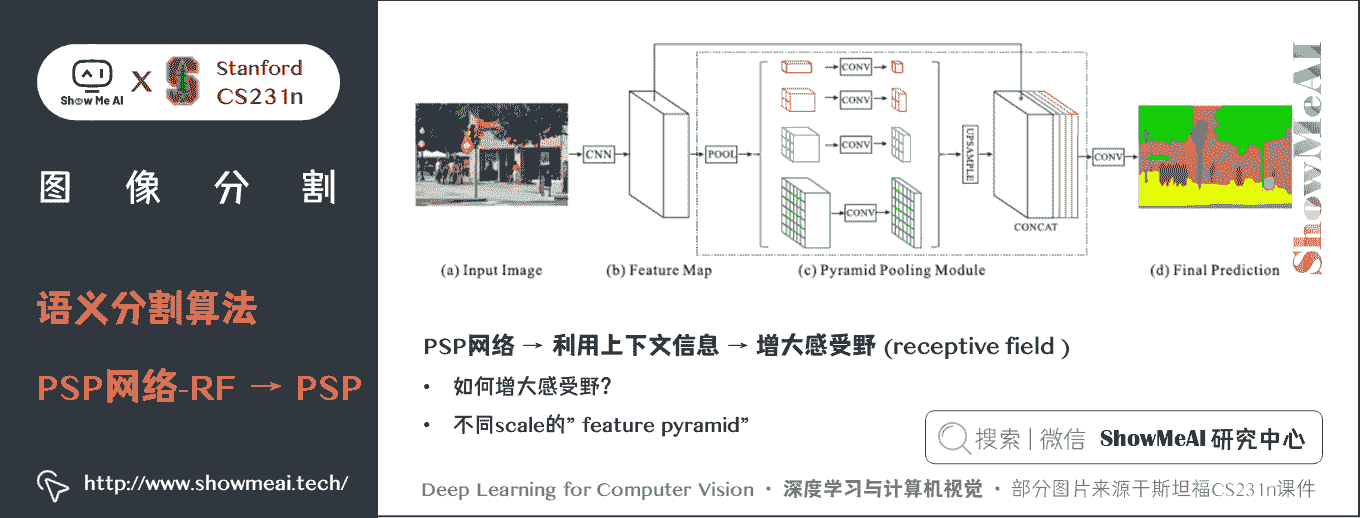 Show Me AI
X
Stanford
CS231n
图 像 分 割
语义分割算法
PSP网络-RF → PSP
http://www.showmeai.tech/
CNN
POOL
CONV
CONV
CONV
CONV
UPSAMPLE
CONCAT
CONV
(a) Input Image
(b) Feature Map
(c) Pyramid Pooling Module
(d) Final Prediction
ShowMeAI
PSP网络 → 利用上下文信息 → 增大感受野 (receptive field )
• 如何增大感受野?
• 不同scale的” feature pyramid”
搜索 | 微信 ShowMeAI 研究中心
Deep Learning for Computer Vision · 深度学习与计算机视觉 · 部分图片来源于斯坦福CS231n课件